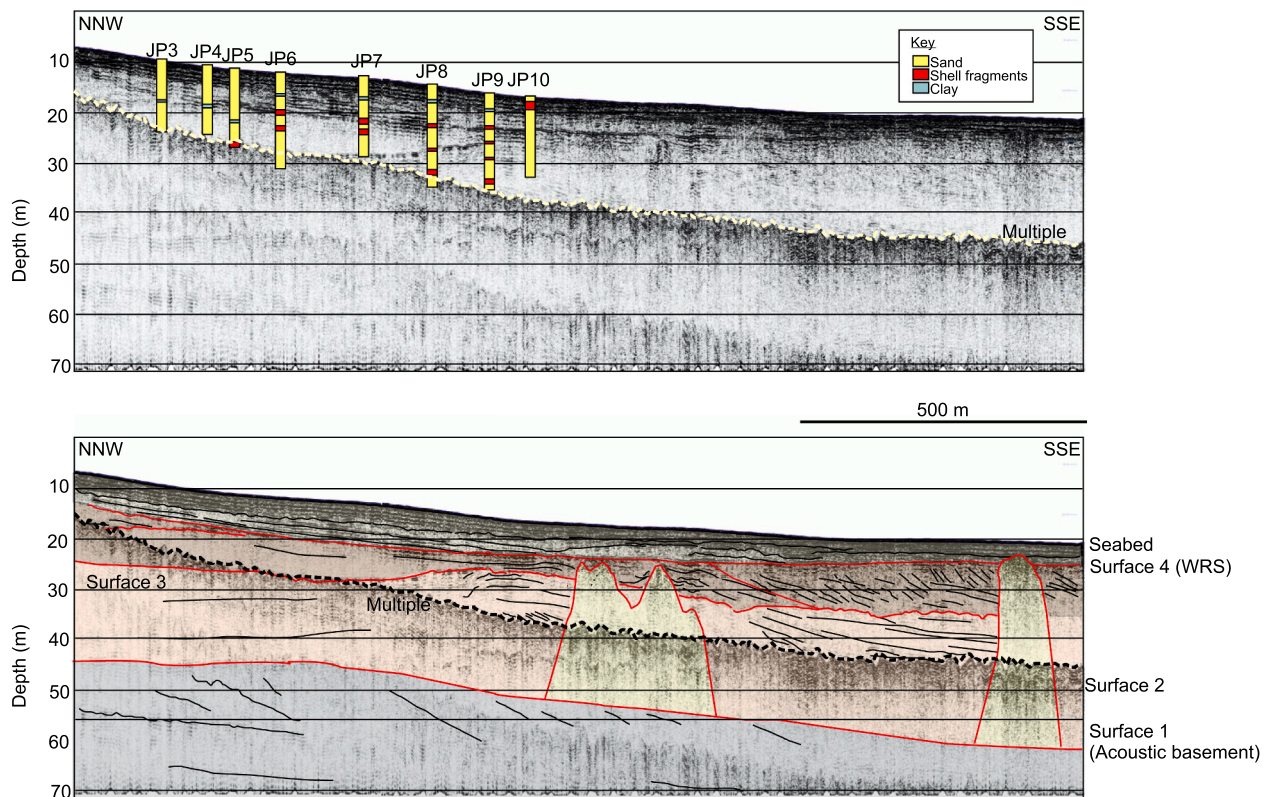 NNW
SSE
Key
Sand
Shell fragments
Clay
JP3
JP4
JP5
JP6
JP7
JP8
JP9
JP10
10
20
30
40
50
60
70
Depth (m)
Multiple
500 m
NNW
SSE
10
20
30
40
50
60
70
Depth (m)
Surface 3
Multiple
Seabed
Surface 4 (WRS)
Surface 2
Surface 1
(Acoustic basement)